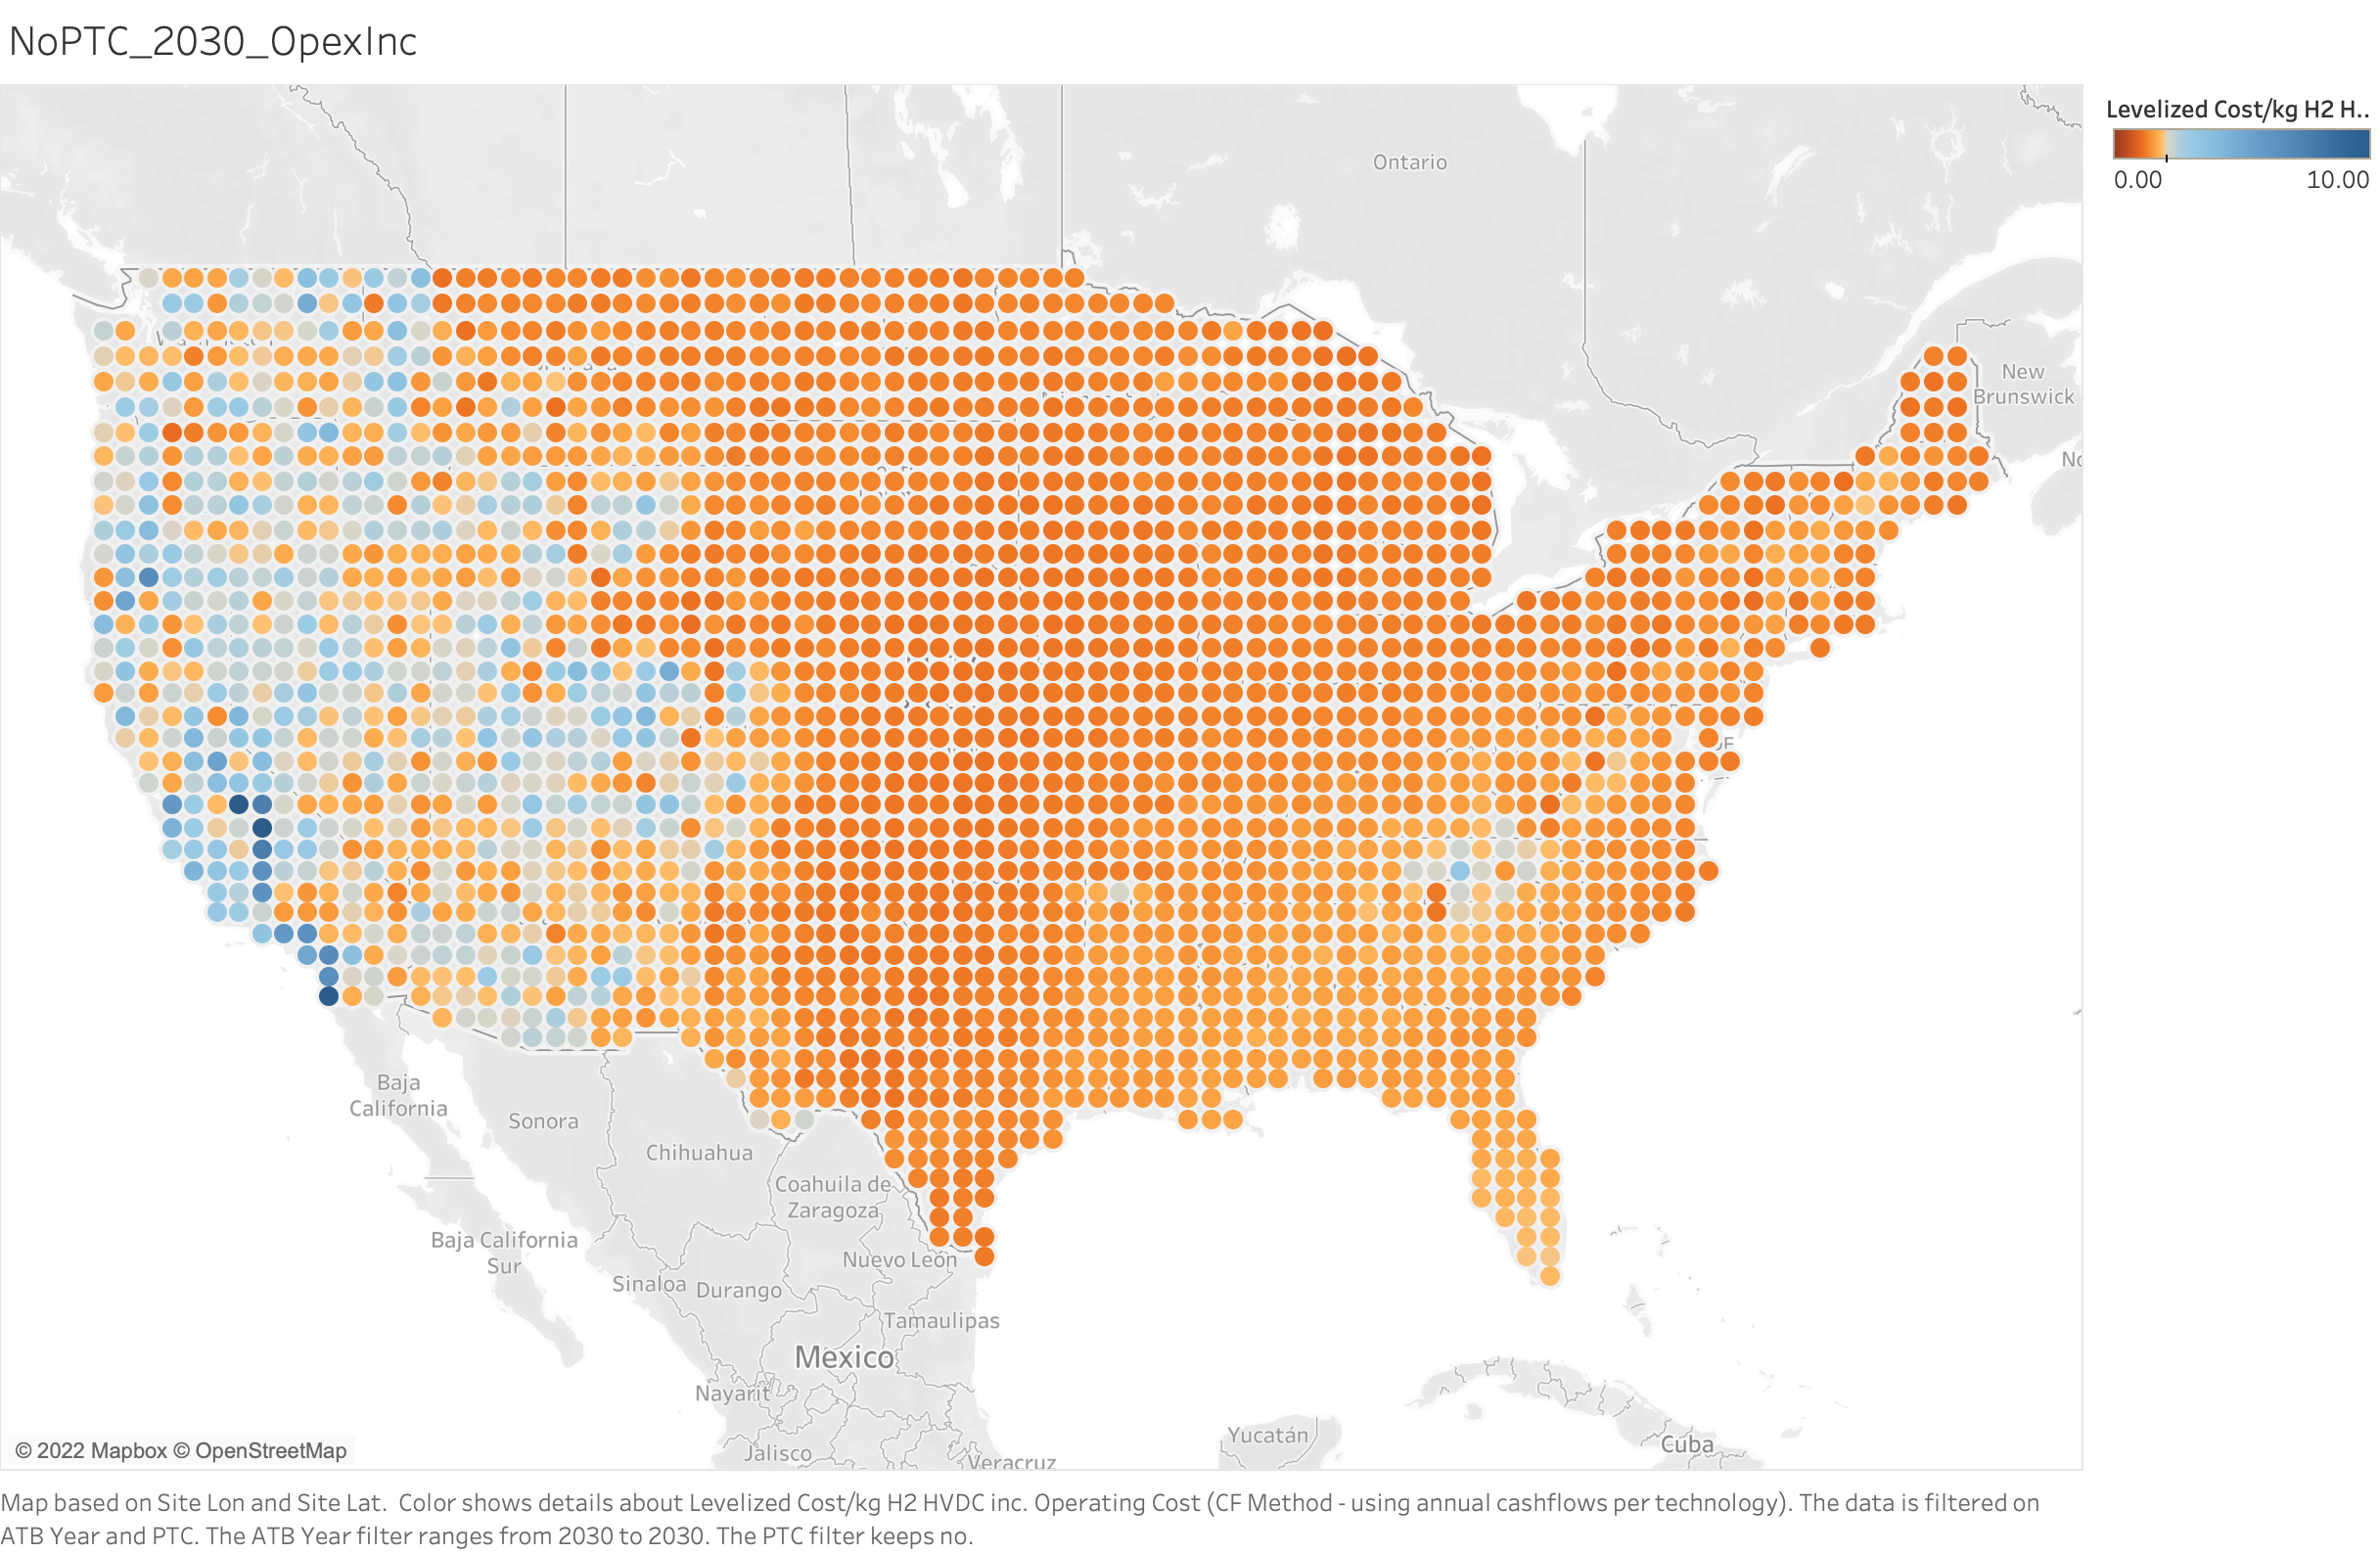 NoPTC_2030_OpexInc
Levelized Cost/kg H2 H..
0.00
10.00
Ontario
New
Brunswick
Baja
California
Sonora
Chihuahua
Coahuila de
Zaragoza
Baja California
Sur
Nuevo León
Sinaloa
Durango
Tamaulipas
Mexico
Nayarit
Jalisco
Veracruz
Yucatán
Cuba
© 2022 Mapbox © OpenStreetMap
Map based on Site Lon and Site Lat. Color shows details about Levelized Cost/kg H2 HVDC inc. Operating Cost (CF Method - using annual cashflows per technology). The data is filtered on
ATB Year and PTC. The ATB Year filter ranges from 2030 to 2030. The PTC filter keeps no.